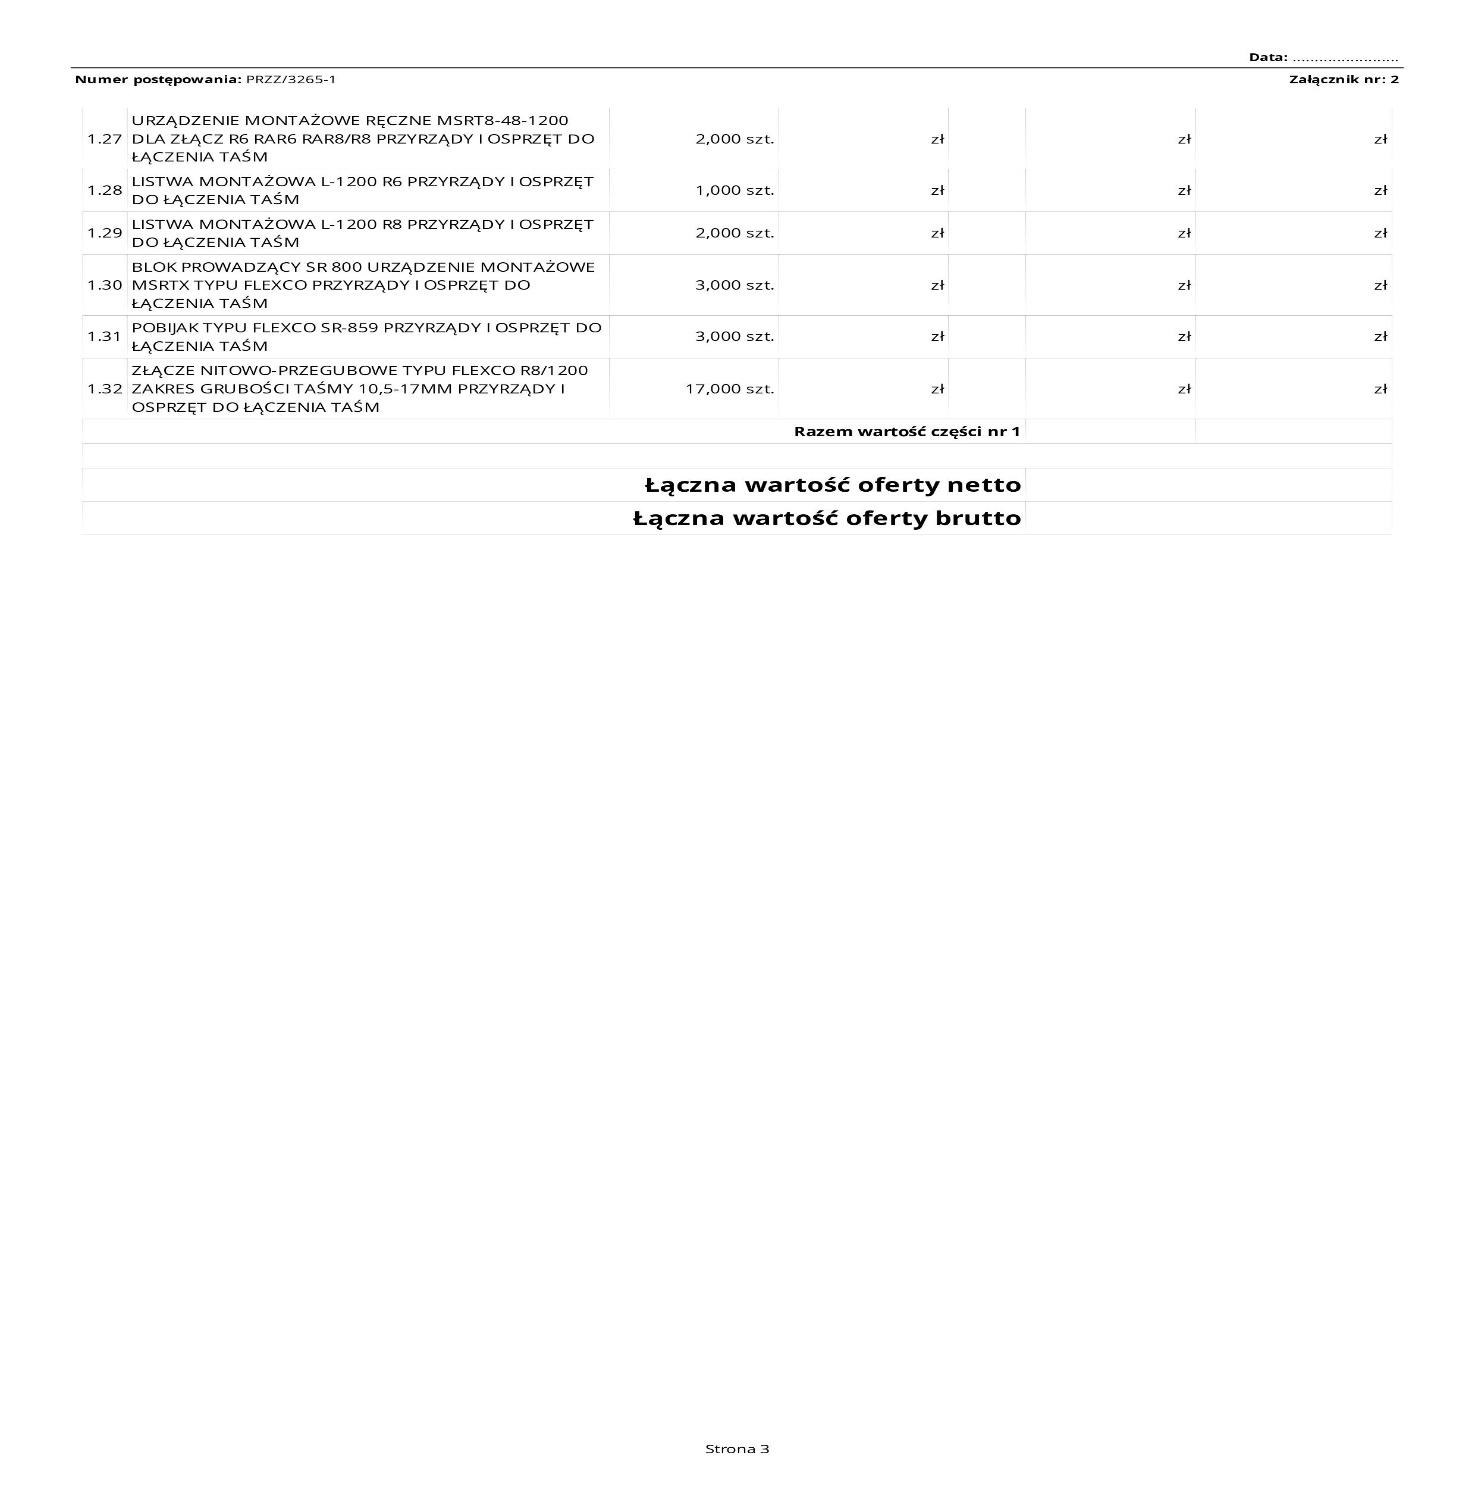 Data: ........................
Numer postępowania: PRZZ/3265-1 Załącznik nr: 2
URZĄDZENIE MONTAŻOWE RĘCZNE MSRT8-48-1200
1.27 DLA ZŁĄCZ R6 RAR6 RAR8/R8 PRZYRZĄDY I OSPRZĘT DO 2,000 szt. zł zł zł
ŁĄCZENIA TAŚM
LISTWA MONTAŻOWA L-1200 R6 PRZYRZĄDY I OSPRZĘT
1.28 1,000 szt. zł zł zł
DO ŁĄCZENIA TAŚM
LISTWA MONTAŻOWA L-1200 R8 PRZYRZĄDY I OSPRZĘT
1.29 2,000 szt. zł zł zł
DO ŁĄCZENIA TAŚM
BLOK PROWADZĄCY SR 800 URZĄDZENIE MONTAŻOWE
1.30 MSRTX TYPU FLEXCO PRZYRZĄDY I OSPRZĘT DO 3,000 szt. zł zł zł
ŁĄCZENIA TAŚM
POBIJAK TYPU FLEXCO SR-859 PRZYRZĄDY I OSPRZĘT DO
1.31 3,000 szt. zł zł zł
ŁĄCZENIA TAŚM
ZŁĄCZE NITOWO-PRZEGUBOWE TYPU FLEXCO R8/1200
1.32 ZAKRES GRUBOŚCI TAŚMY 10,5-17MM PRZYRZĄDY I 17,000 szt. zł zł zł
OSPRZĘT DO ŁĄCZENIA TAŚM
Razem wartość części nr 1
Łączna wartość oferty netto
Łączna wartość oferty brutto
Strona 3